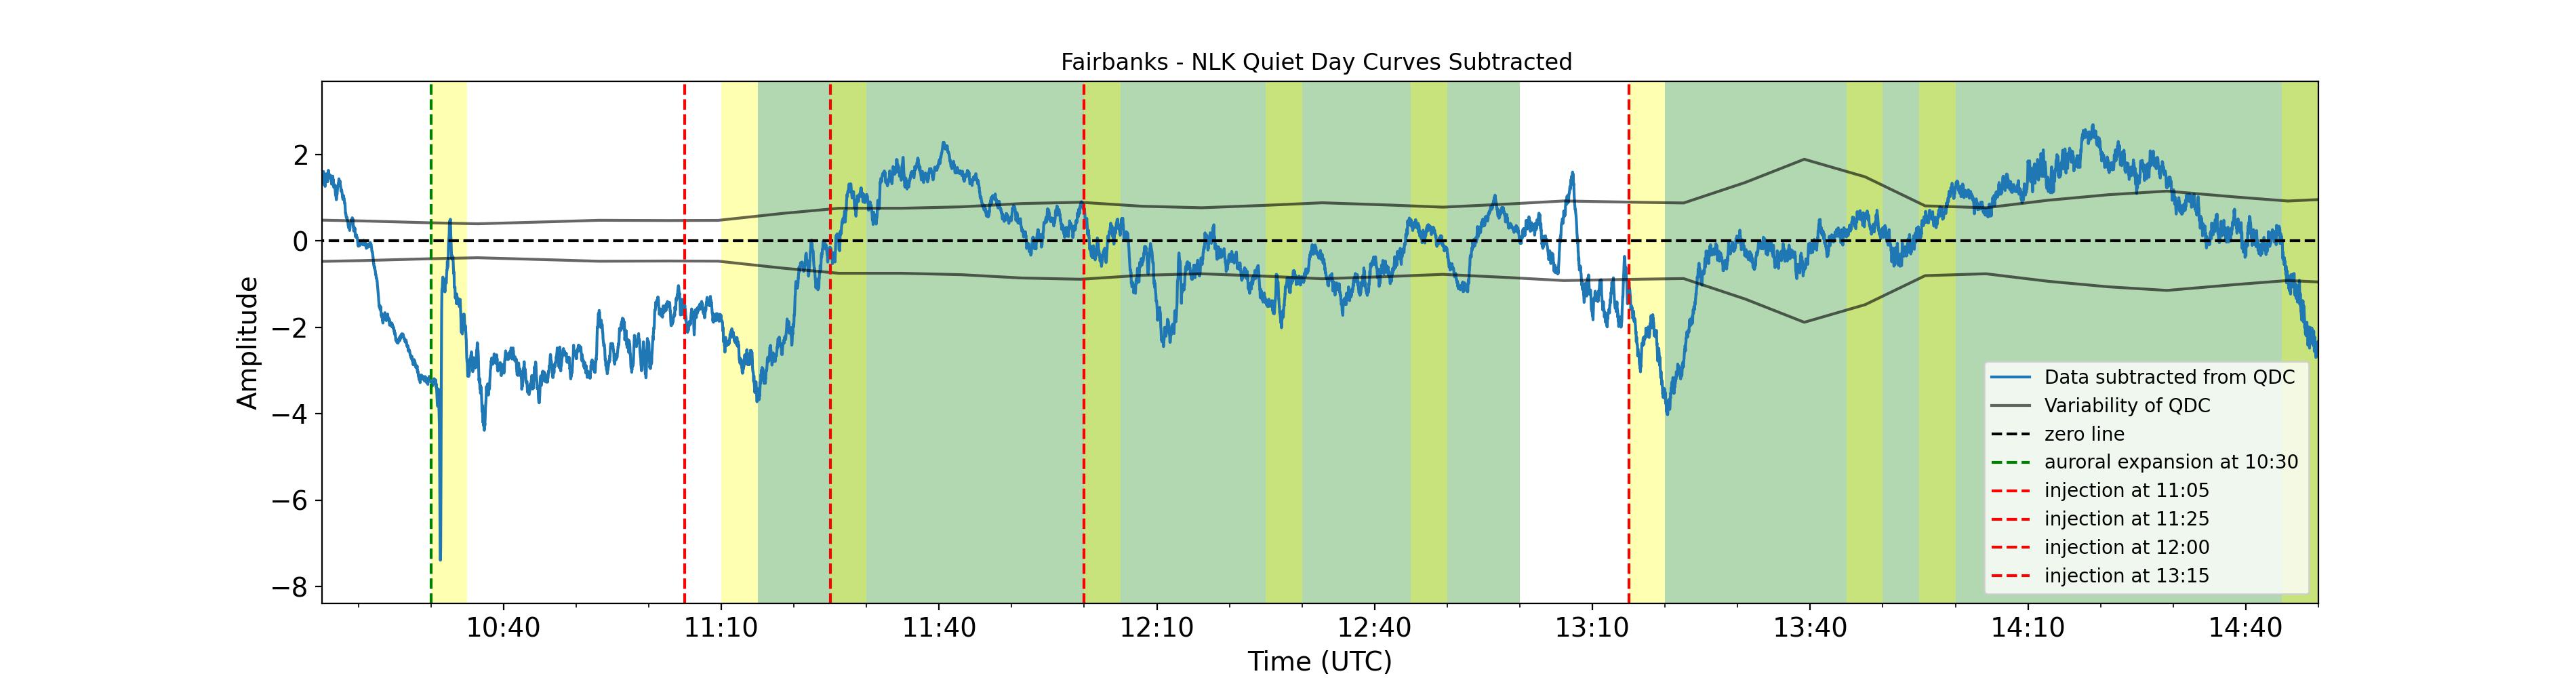 Fairbanks - NLK Quiet Day Curves Subtracted
Amplitude
2
0
−2
−4
−6
−8
Data subtracted from QDC
Variability of QDC
zero line
auroral expansion at 10:30
injection at 11:05
injection at 11:25
injection at 12:00
injection at 13:15
10:40 11:10 11:40 12:10 12:40 13:10 13:40 14:10 14:40
Time (UTC)